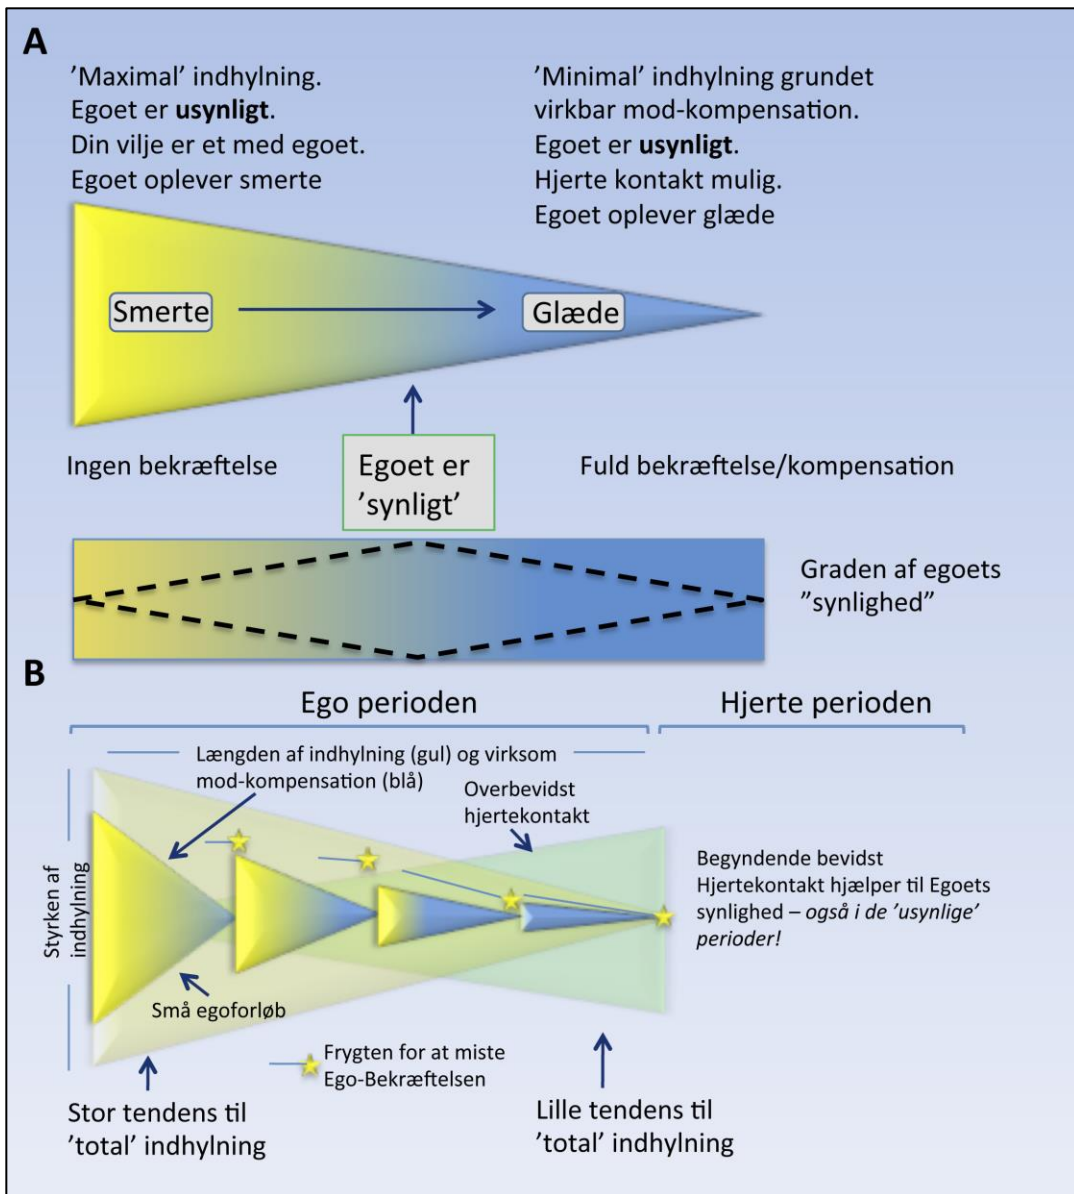 A
’Maximal’ indhylning.
Egoet er usynligt.
Din vilje er et med egoet.
Egoet oplever smerte
’Minimal’ indhylning grundet
virkbar mod-kompensation.
Egoet er usynligt.
Hjerte kontakt mulig.
Egoet oplever glæde
Smerte
Glæde
Ingen bekræftelse
Egoet er
’synligt’
Fuld bekræftelse/kompensation
Graden af egoets
”synlighed”
B
Ego perioden
Hjerte perioden
Længden af indhylning (gul) og virksom
mod-kompensation (blå)
Overbevidst
hjertekontakt
Styrken af
indhylning
Begyndende bevidst
Hjertekontakt hjælper til Egoets
synlighed – også i de ’usynlige’
perioder!
Små egoforløb
Frygten for at miste
Ego-Bekræftelsen
Stor tendens til
’total’ indhylning
Lille tendens til
’total’ indhylning